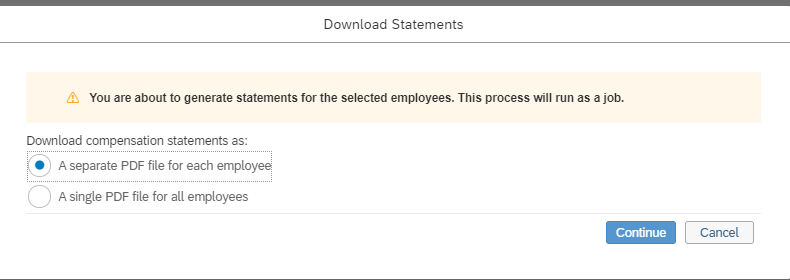 Download Statements
You are about to generate statements for the selected employees. This process will run as a job.
Download compensation statements as:
A separate PDF file for each employee
A single PDF file for all employees
Continue Cancel